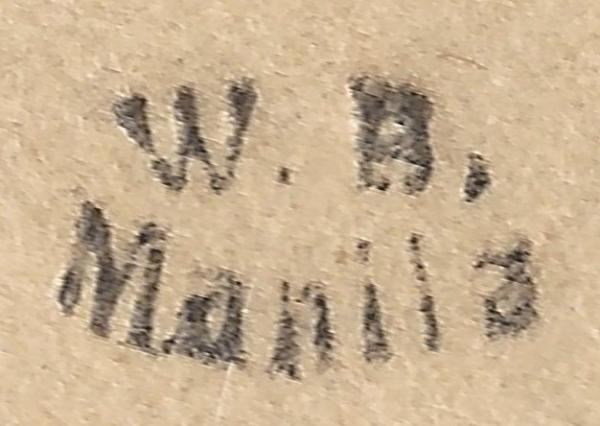 W. B,
Manila